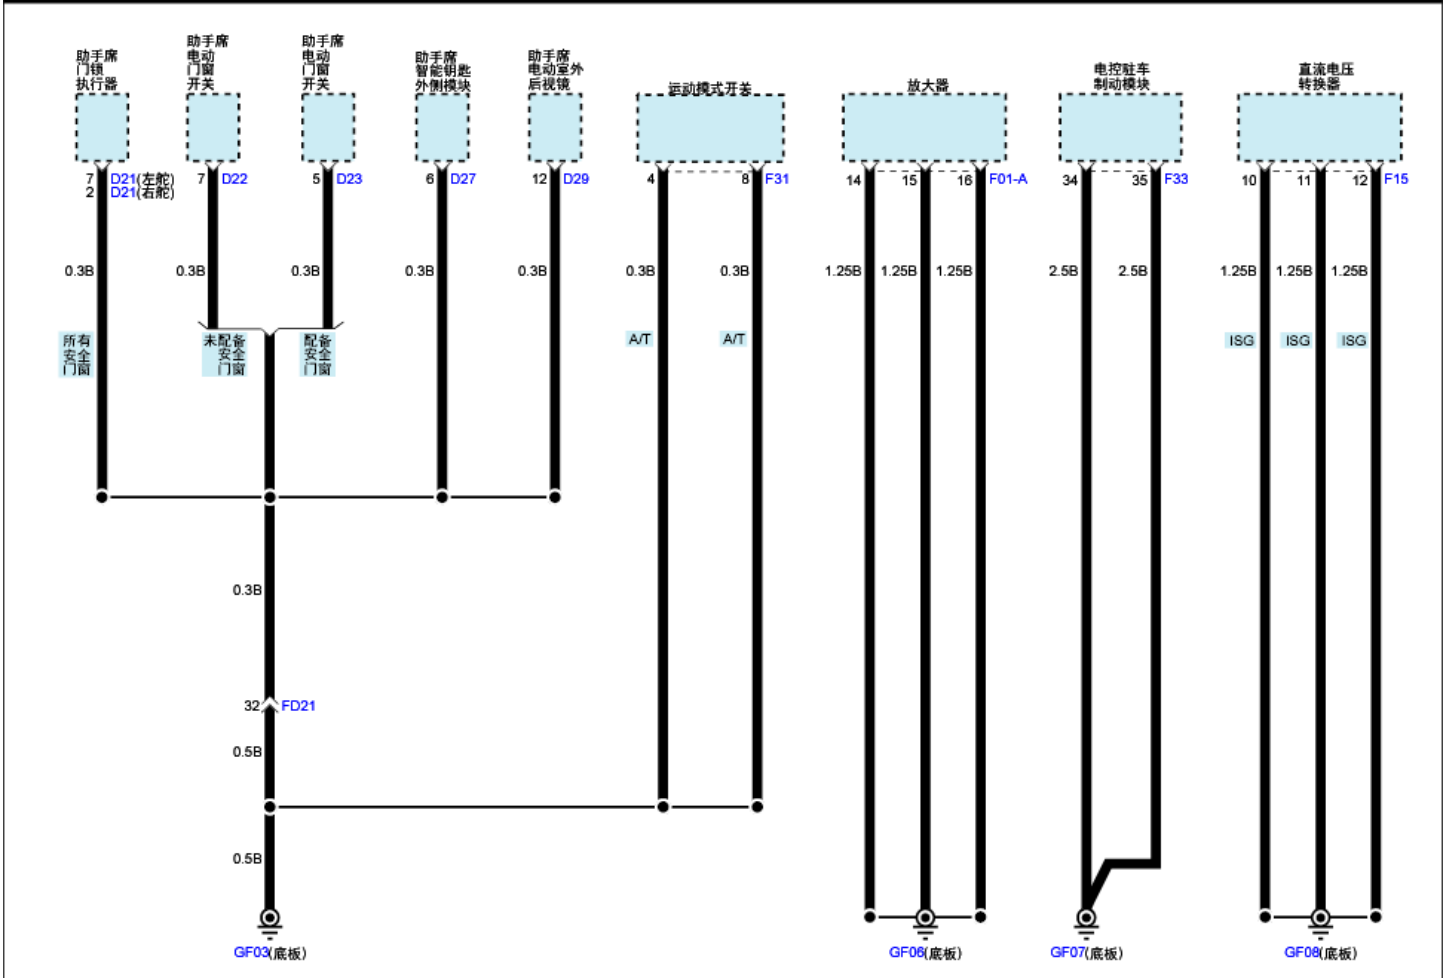 助手席
门锁
执行器
助手席
电动
门窗
开关
助手席
电动
门窗
开关
助手席
智能钥匙
外侧模块
助手席
电动室外
后视镜
运动模式开关
放大器
电控驻车
制动模块
直流电压
转换器
7 D21(左舵)
2 D21(右舵)
7 D22
5 D23
6 D27
12 D29
4 8 F31
14 15 16 F01-A
34 35 F33
10 11 12 F15
0.3B 0.3B 0.3B 0.3B 0.3B 0.3B 0.3B 1.25B 1.25B 1.25B 2.5B 2.5B 1.25B 1.25B 1.25B
所有
安全
门窗
未配备
安全
门窗
配备
安全
门窗
A/T A/T
ISG ISG ISG
0.3B
32 FD21
0.5B
0.5B
GF03(底板) GF06(底板) GF07(底板) GF08(底板)